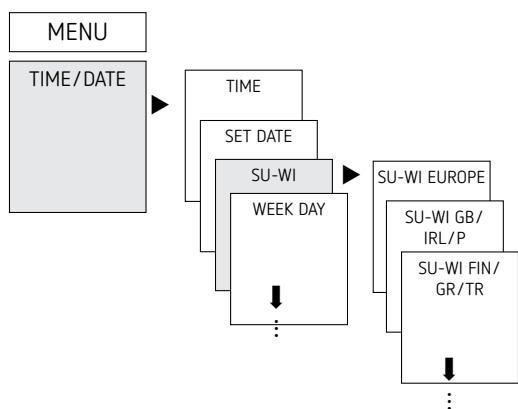 MENU
TIME/DATE
TIME
SET DATE
SU-WI
WEEK DAY
SU-WI EUROPE
SU-WI GB/
IRL/P
SU-WI FIN/
GR/TR